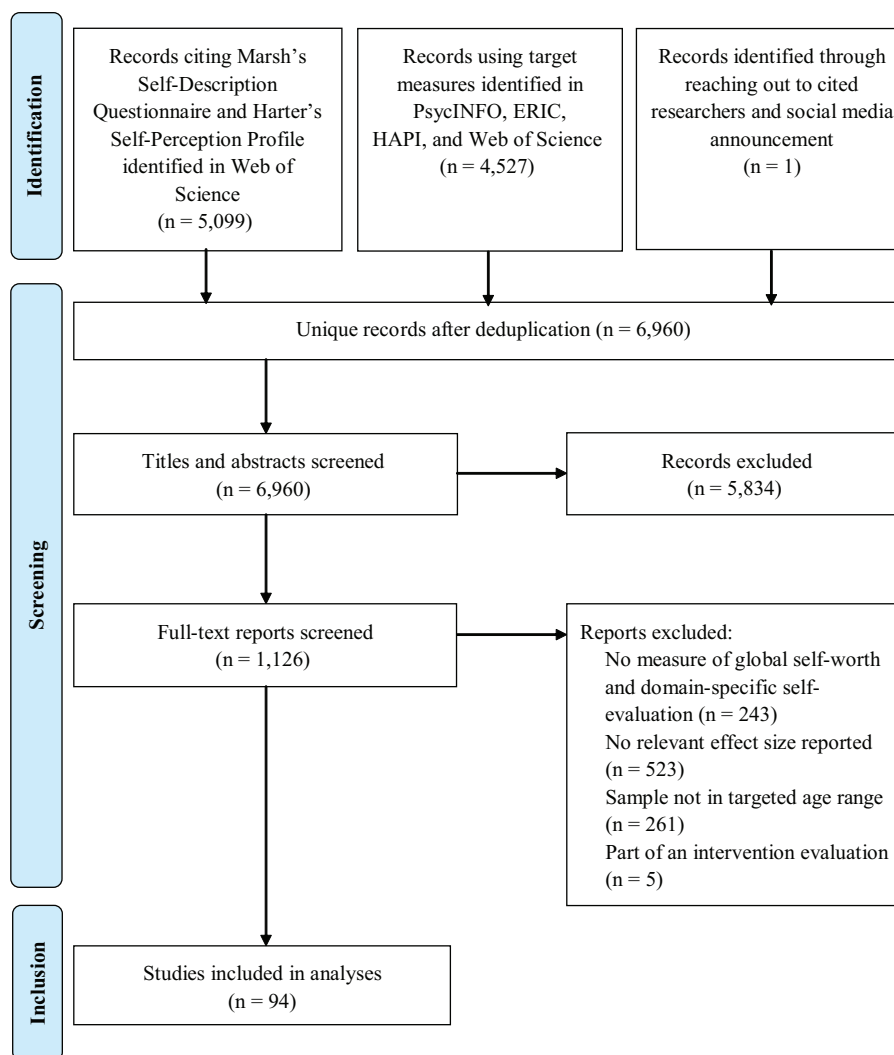 Identification
Records citing Marsh's
Self-Description
Questionnaire and Harter's
Self-Perception Profile
identified in Web of
Science
(n = 5,099)
Records using target
measures identified in
PsycINFO, ERIC,
HAPI, and Web of Science
(n = 4,527)
Records identified through
reaching out to cited
researchers and social media
announcement
(n = 1)
Screening
Unique records after deduplication (n = 6,960)
Titles and abstracts screened
(n = 6,960)
Records excluded
(n = 5,834)
Full-text reports screened
(n = 1,126)
Reports excluded:
No measure of global self-worth
and domain-specific self-
evaluation (n = 243)
No relevant effect size reported
(n = 523)
Sample not in targeted age range
(n = 261)
Part of an intervention evaluation
(n = 5)
Inclusion
Studies included in analyses
(n = 94)